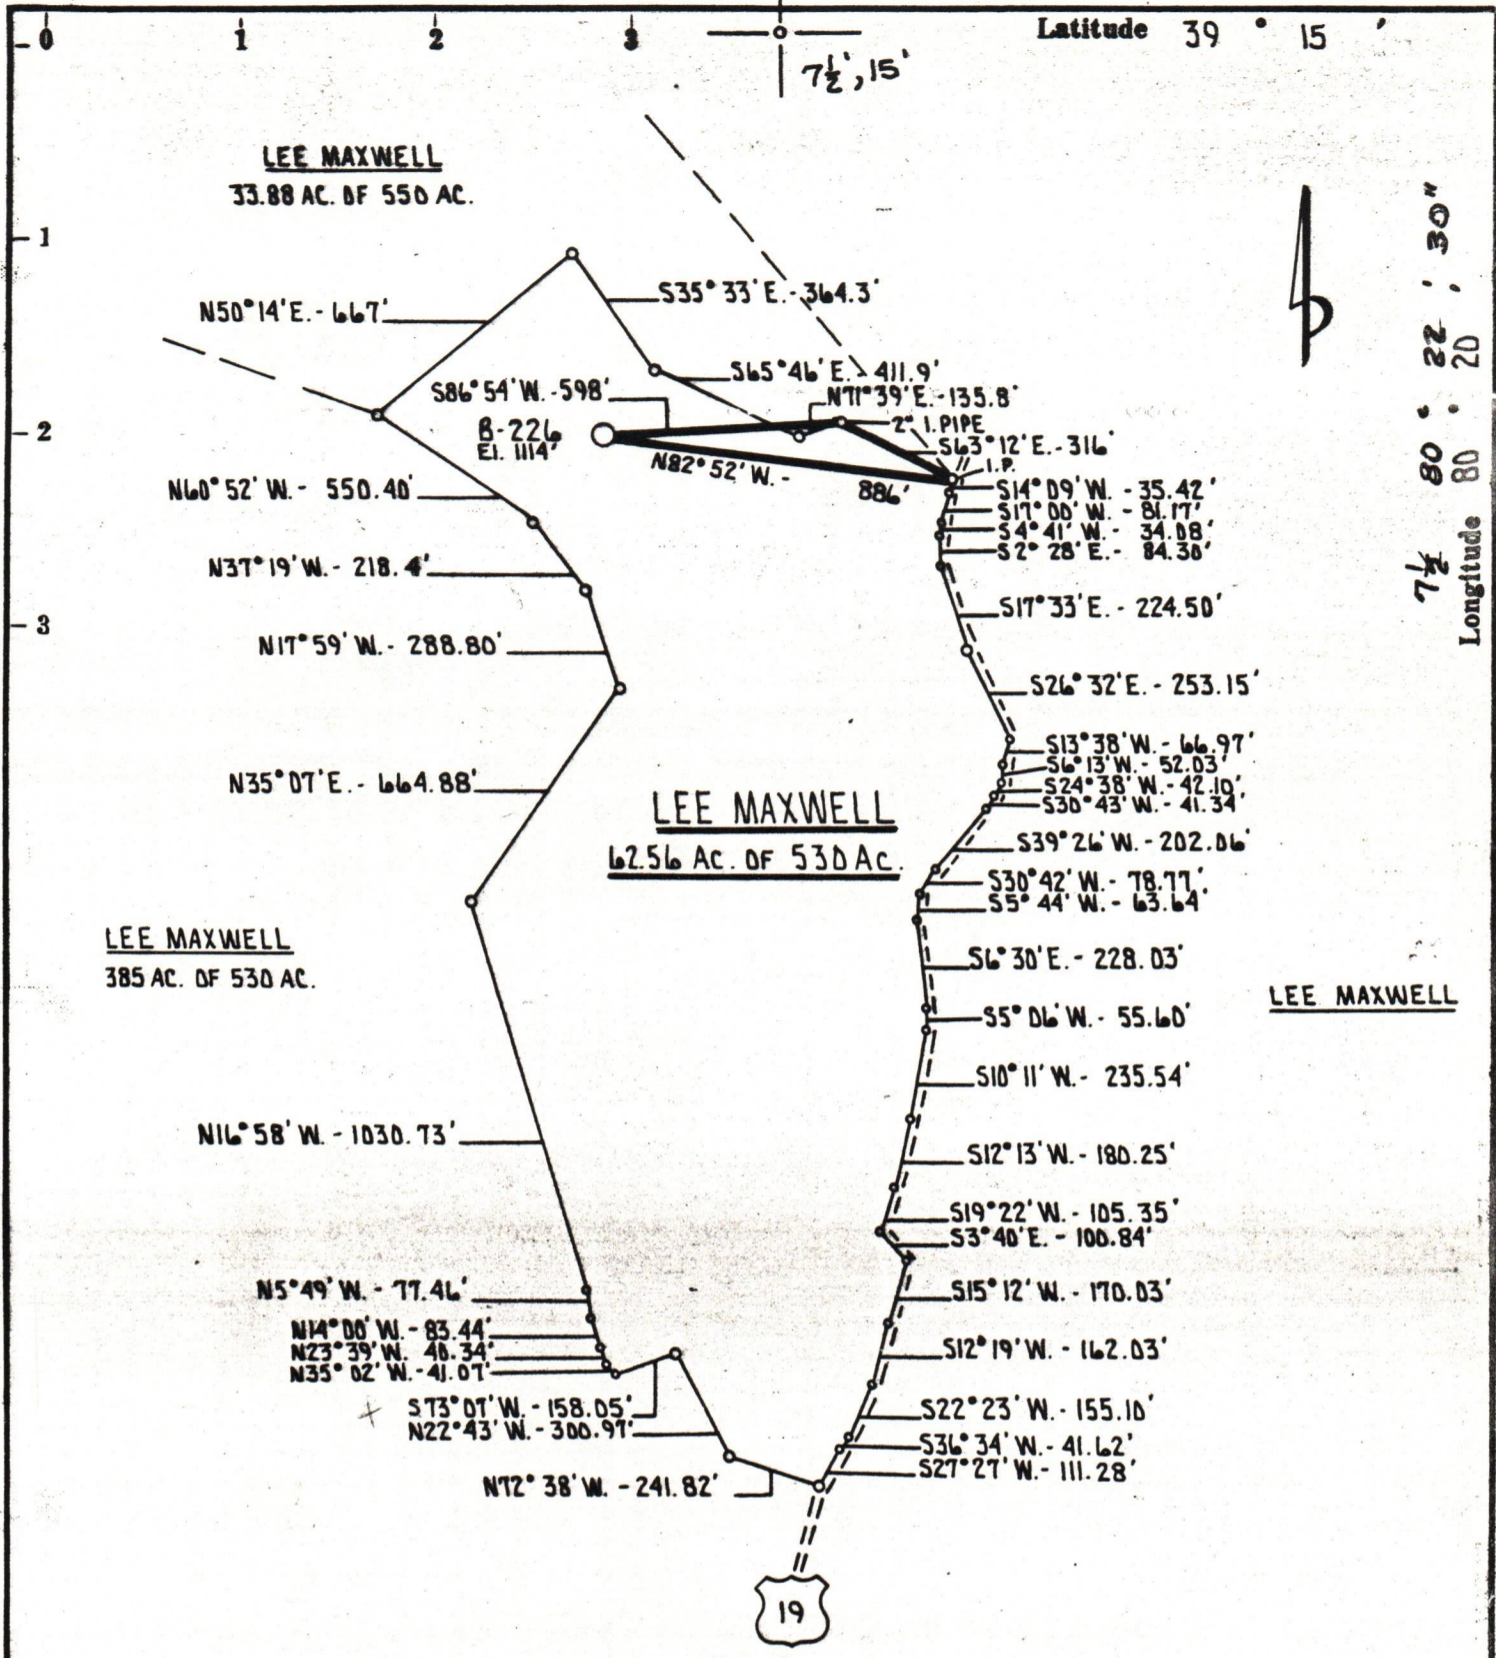 0 1 2 3
Latitude 39 ° 15 '
7½', 15'
LEE MAXWELL
33.88 AC. OF 550 AC.
1
80 ° 22 ' 30"
7½
Longitude 80 ° 20
N50°14'E.-667'
S35°33'E.-364.3'
S65°46'E.-411.9'
S86°54'W.-598'
N71°39'E.-135.8'
2
B-226
El. 1114'
2" I.PIPE
S63°12'E.-316'
N82°52'W.- 886'
I.P.
N60°52'W.- 550.40'
S14°09'W.-35.42'
S17°00'W.-81.17'
S4°41'W.-34.08'
S2°28'E.-84.30'
N37°19'W.-218.4'
3
S17°33'E.-224.50'
N17°59'W.-288.80'
S26°32'E.-253.15'
S13°38'W.-66.97'
S6°13'W.-52.03'
S24°38'W.-42.10'
S30°43'W.-41.34'
N35°07'E.-664.88'
LEE MAXWELL
62.56 AC. OF 530 AC.
S39°26'W.-202.06'
S30°42'W.-78.77'
S5°44'W.-63.64'
LEE MAXWELL
385 AC. OF 530 AC.
S6°30'E.-228.03'
LEE MAXWELL
S5°06'W.-55.60'
S10°11'W.-235.54'
N16°58'W.-1030.73'
S12°13'W.-180.25'
S19°22'W.-105.35'
S3°40'E.-100.84'
N5°49'W.-77.46'
S15°12'W.-170.03'
N14°00'W.-83.44'
N23°39'W. 40.34'
N35°02'W.-41.07'
S12°19'W.-162.03'
S73°07'W.-158.05'
N22°43'W.-300.97'
S22°23'W.-155.10'
S36°34'W.-41.62'
S27°27'W.-111.28'
N72°38'W.-241.82'
19